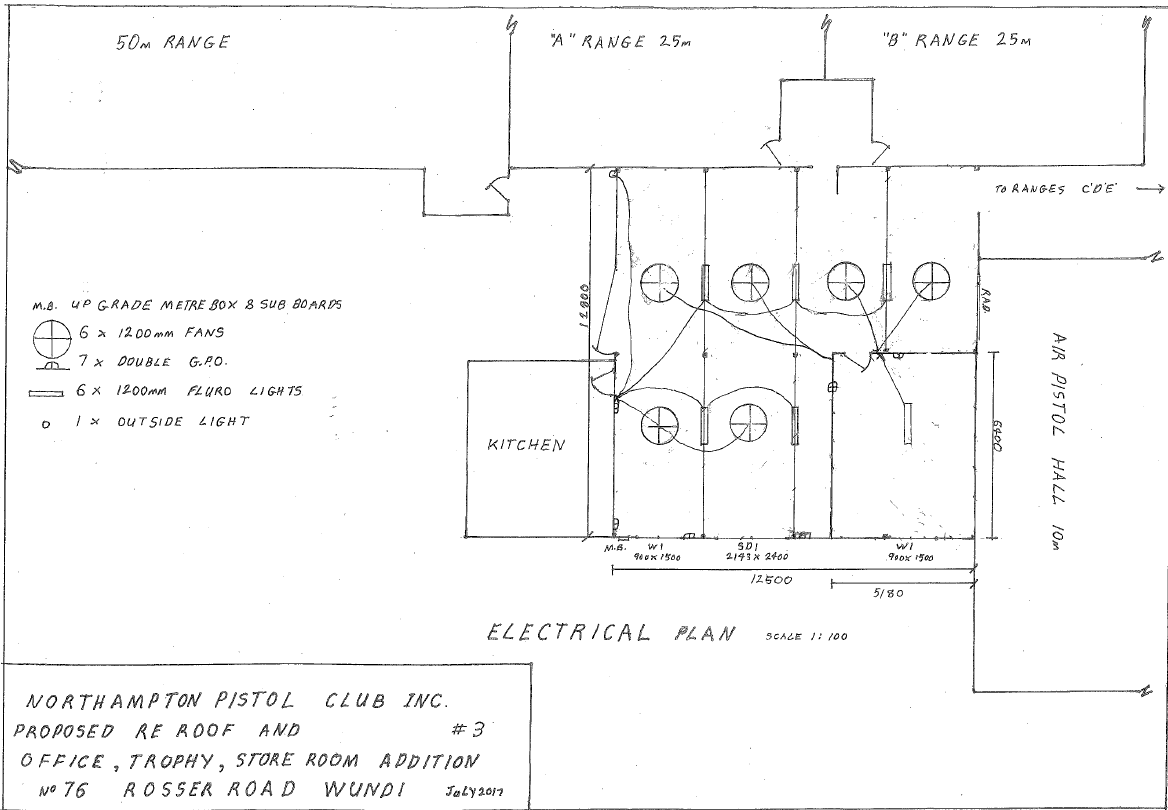 50m RANGE
"A" RANGE 25m
"B" RANGE 25m
TO RANGES C'D'E'
M.B. UP GRADE METRE BOX & SUB BOARDS
6 x 1200mm FANS
7 x DOUBLE G.P.O.
6 x 1200mm FLURO LIGHTS
1 x OUTSIDE LIGHT
12800
KITCHEN
6400
AIR PISTOL HALL 10m
M.B.
W1
900 x 1500
SD1
2143 x 2400
W1
900 x 1500
12500
5180
ELECTRICAL PLAN SCALE 1:100
NORTHAMPTON PISTOL CLUB INC.
PROPOSED RE ROOF AND #3
OFFICE, TROPHY, STORE ROOM ADDITION
No 76 ROSSER ROAD WUNDI JULY 2017